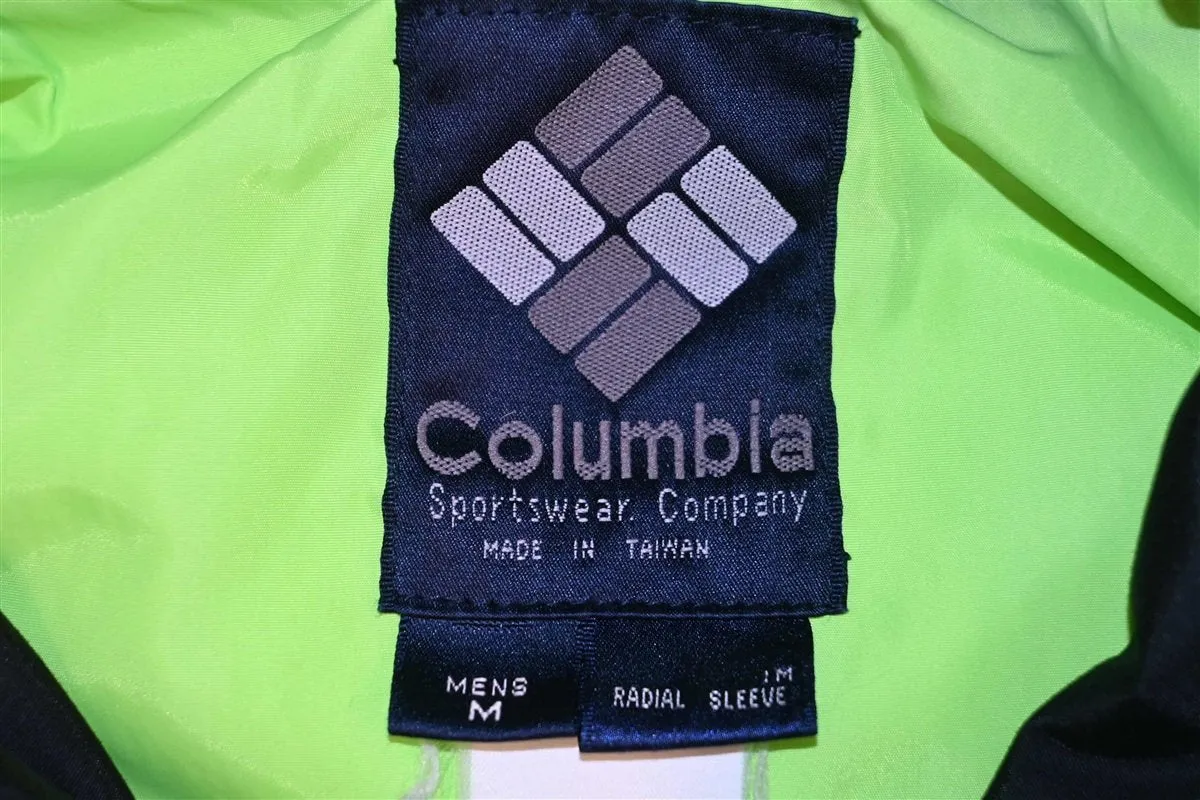 Columbia
Sportswear Company
MADE IN TAIWAN
MENS
M
TM
RADIAL SLEEVE